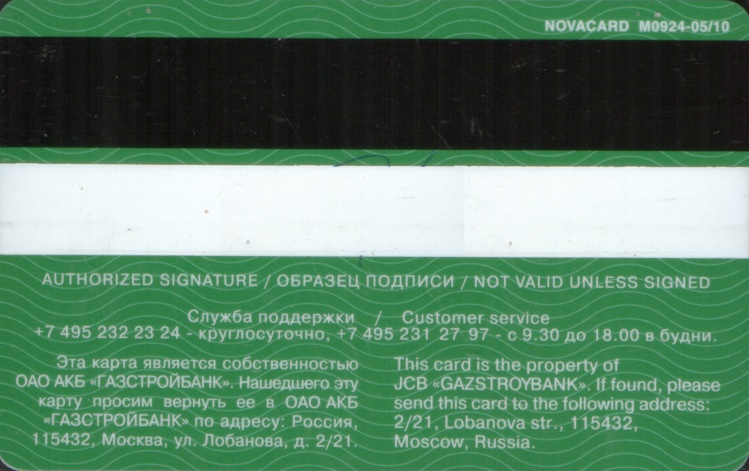 NOVACARD M0924-05/10
AUTHORIZED SIGNATURE / ОБРАЗЕЦ ПОДПИСИ / NOT VALID UNLESS SIGNED
Служба поддержки / Customer service
+7 495 232 23 24 - круглосуточно, +7 495 231 27 97 - с 9.30 до 18.00 в будни.
Эта карта является собственностью
ОАО АКБ «ГАЗСТРОЙБАНК». Нашедшего эту
карту просим вернуть ее в ОАО АКБ
«ГАЗСТРОЙБАНК» по адресу: Россия,
115432, Москва, ул. Лобанова, д. 2/21.
This card is the property of
JCB «GAZSTROYBANK». If found, please
send this card to the following address:
2/21, Lobanova str., 115432,
Moscow, Russia.